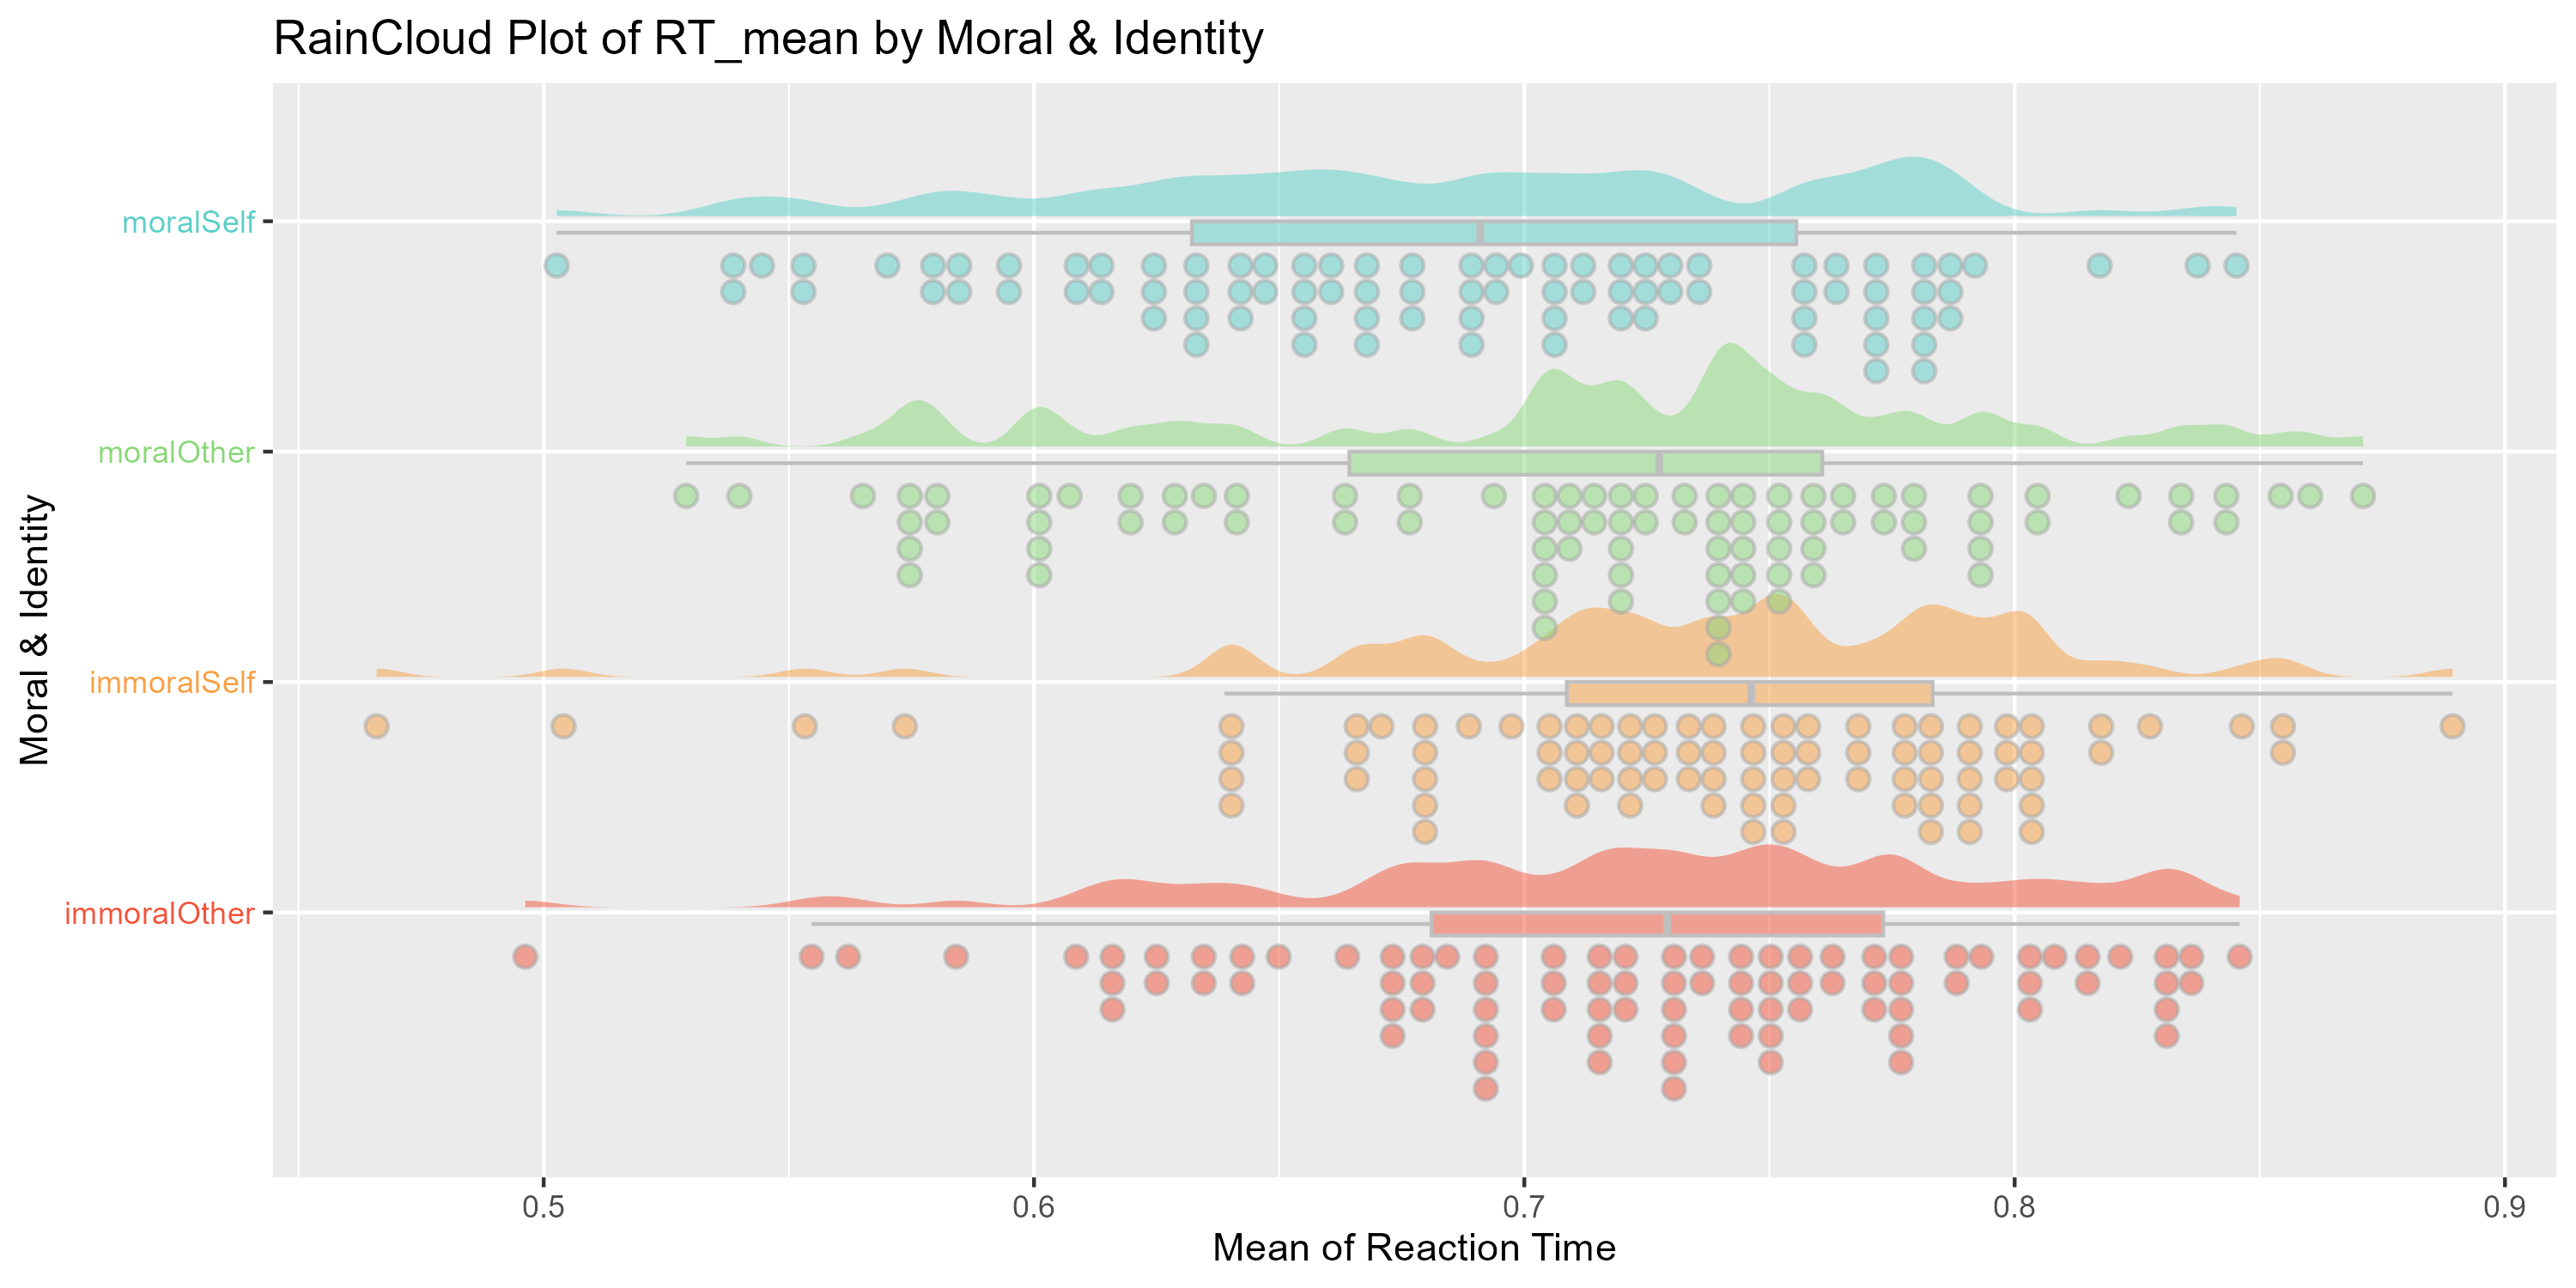 RainCloud Plot of RT_mean by Moral & Identity
moralSelf
moralOther
immoralSelf
immoralOther
Moral & Identity
0.5 0.6 0.7 0.8 0.9
Mean of Reaction Time